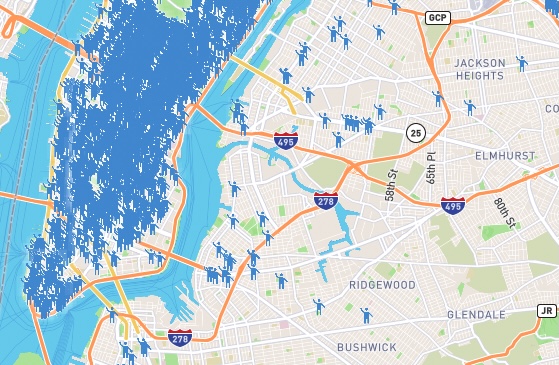 GCP
JACKSON
HEIGHTS
CO
25
495
ELMHURST
58th St
65th Pl
278
495
80th St
RIDGEWOOD
JR
GLENDALE
278
BUSHWICK